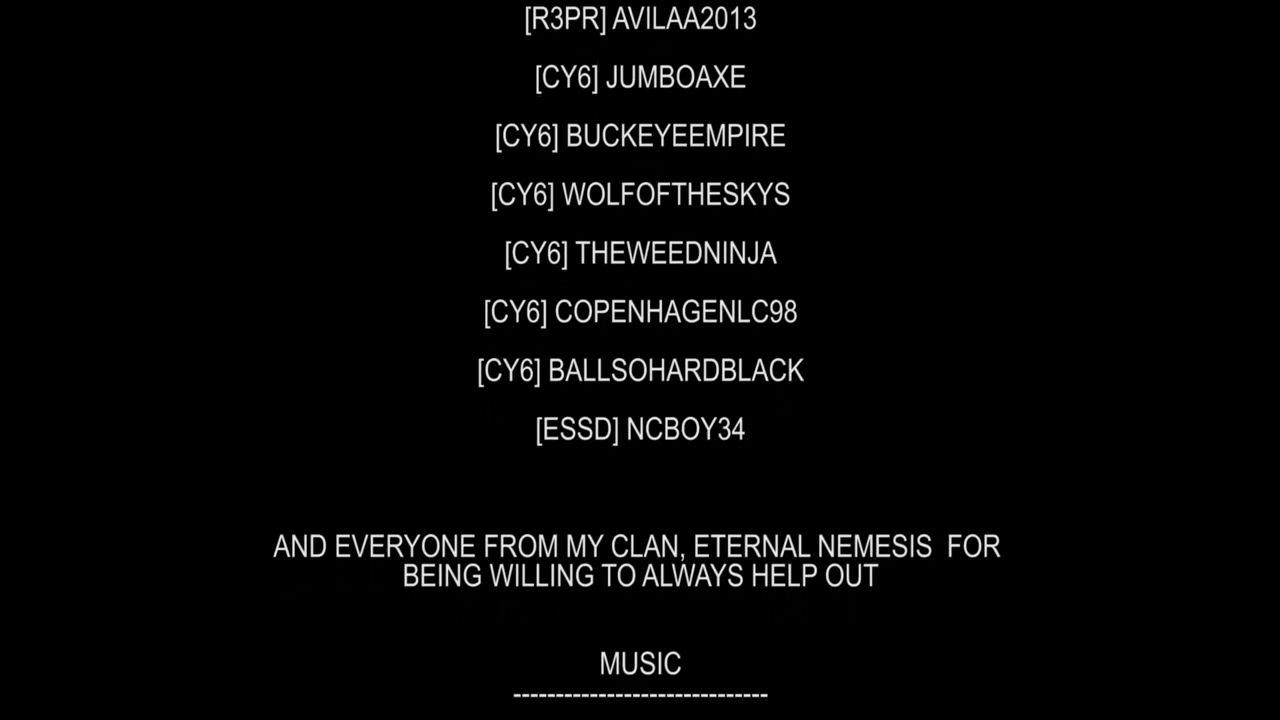 [R3PR] AVILAA2013
[CY6] JUMBOAXE
[CY6] BUCKEYEEMPIRE
[CY6] WOLFOFTHESKYS
[CY6] THEWEEDNINJA
[CY6] COPENHAGENLC98
[CY6] BALLSOHARDBLACK
[ESSD] NCBOY34
AND EVERYONE FROM MY CLAN, ETERNAL NEMESIS  FOR
BEING WILLING TO ALWAYS HELP OUT
MUSIC
----------------------------